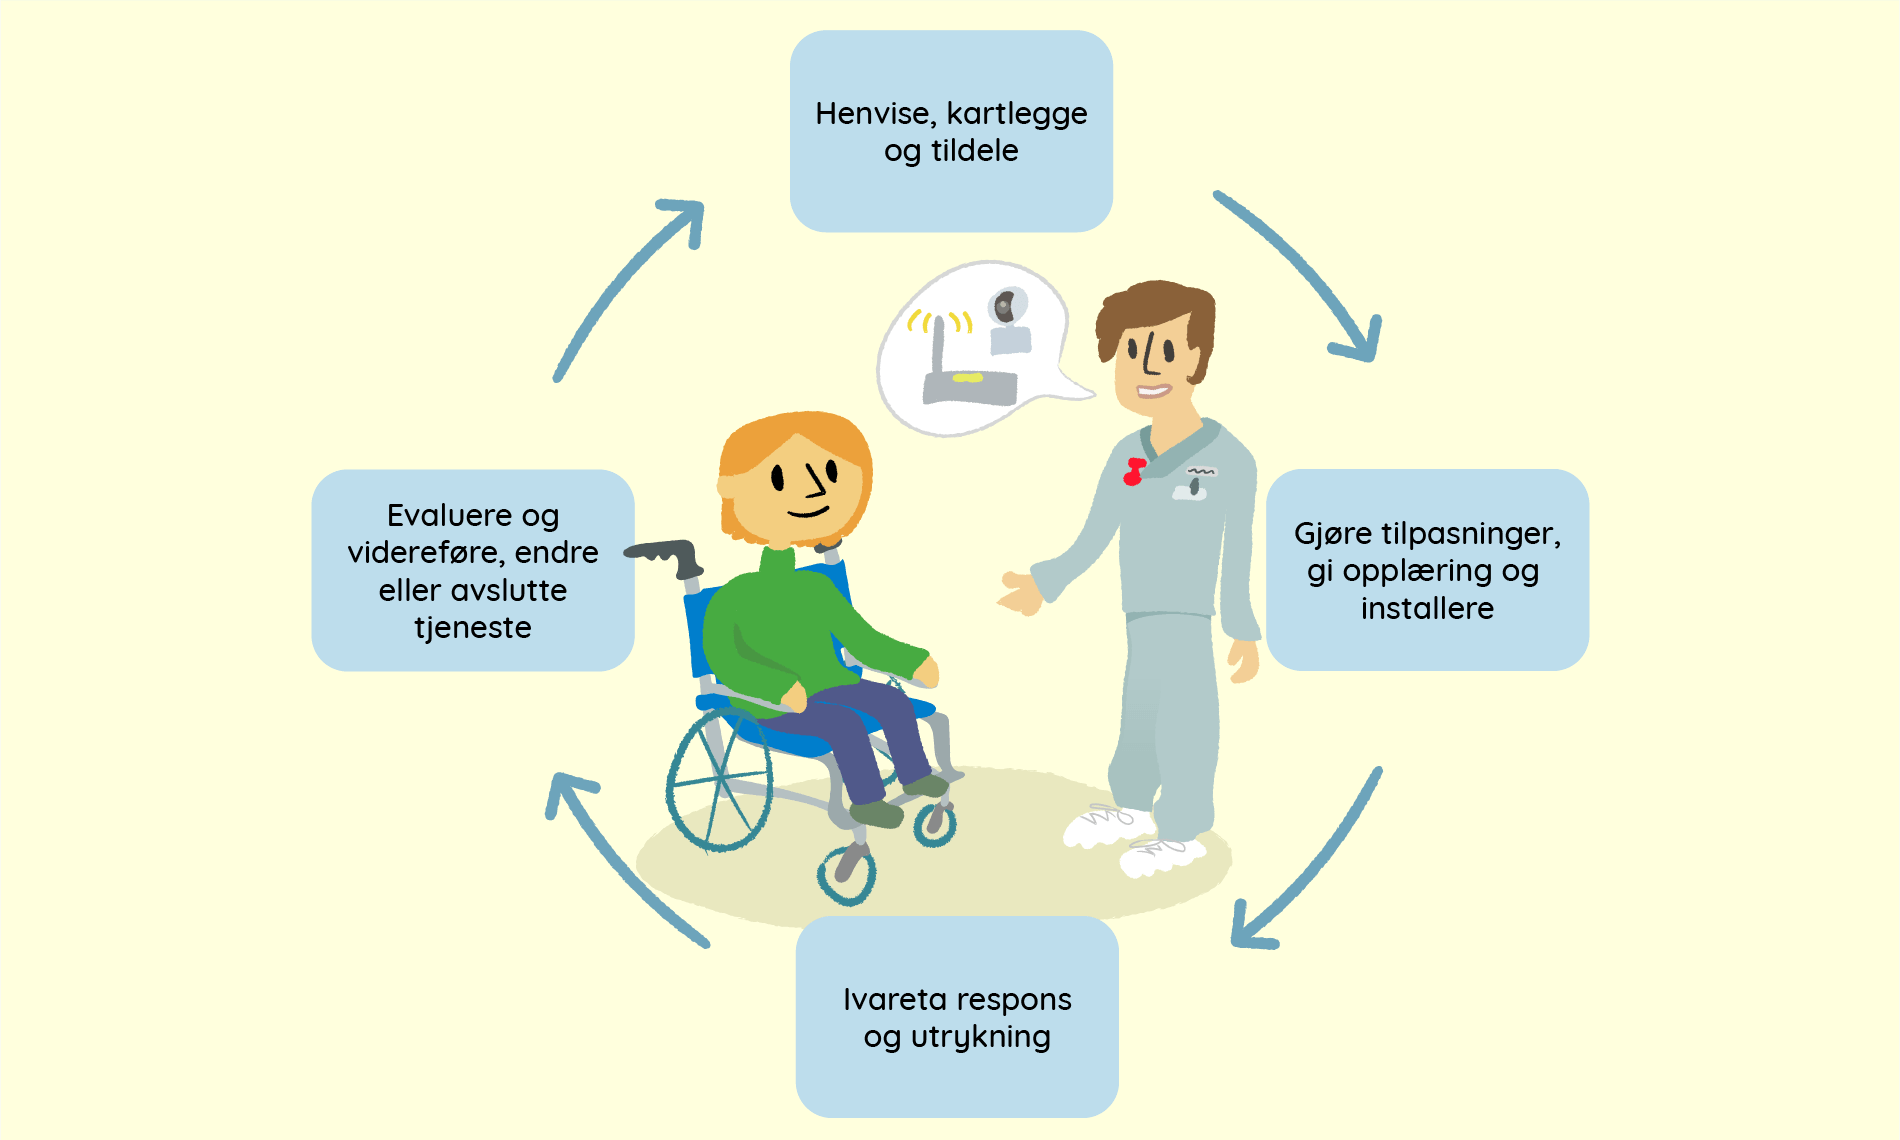 Henvise, kartlegge
og tildele
Gjøre tilpasninger,
gi opplæring og
installere
Ivareta respons
og utrykning
Evaluere og
videreføre, endre
eller avslutte
tjeneste